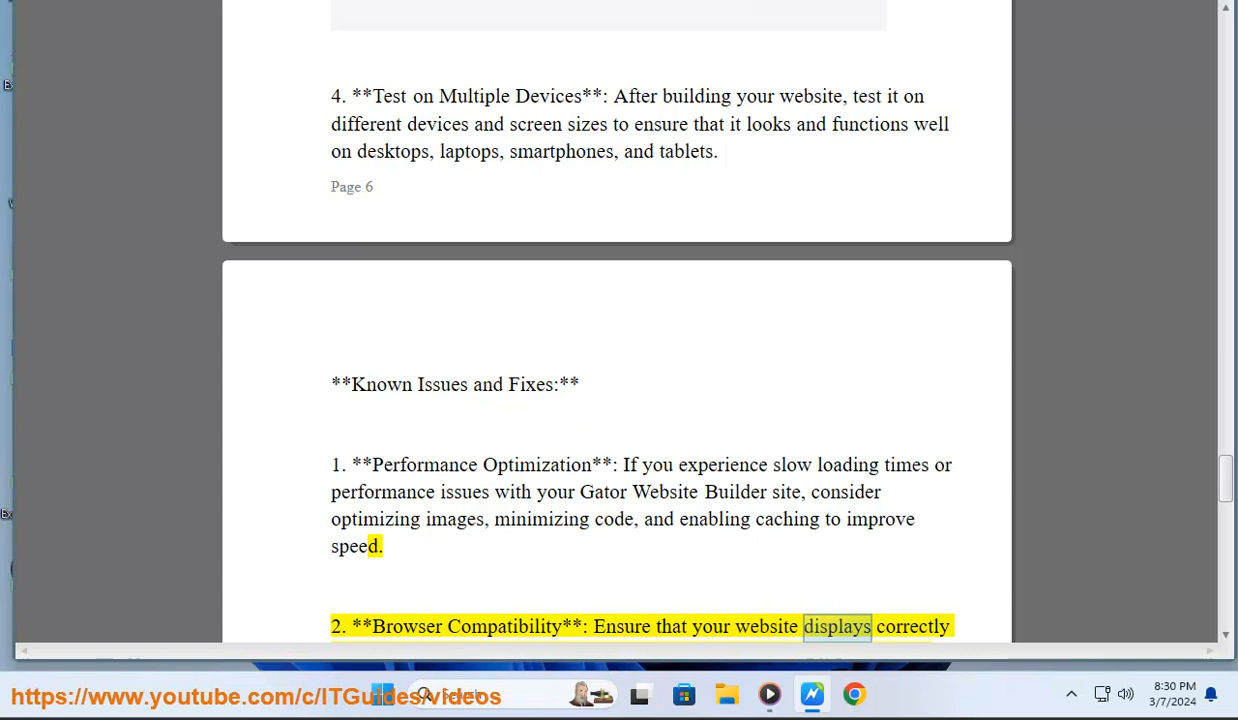 4. **Test on Multiple Devices**: After building your website, test it on
different devices and screen sizes to ensure that it looks and functions well
on desktops, laptops, smartphones, and tablets.
Page 6
**Known Issues and Fixes:**
1. **Performance Optimization**: If you experience slow loading times or
performance issues with your Gator Website Builder site, consider
optimizing images, minimizing code, and enabling caching to improve
speed.
2. **Browser Compatibility**: Ensure that your website displays correctly
https://www.youtube.com/c/ITGuides/videos
8:30 PM
3/7/2024